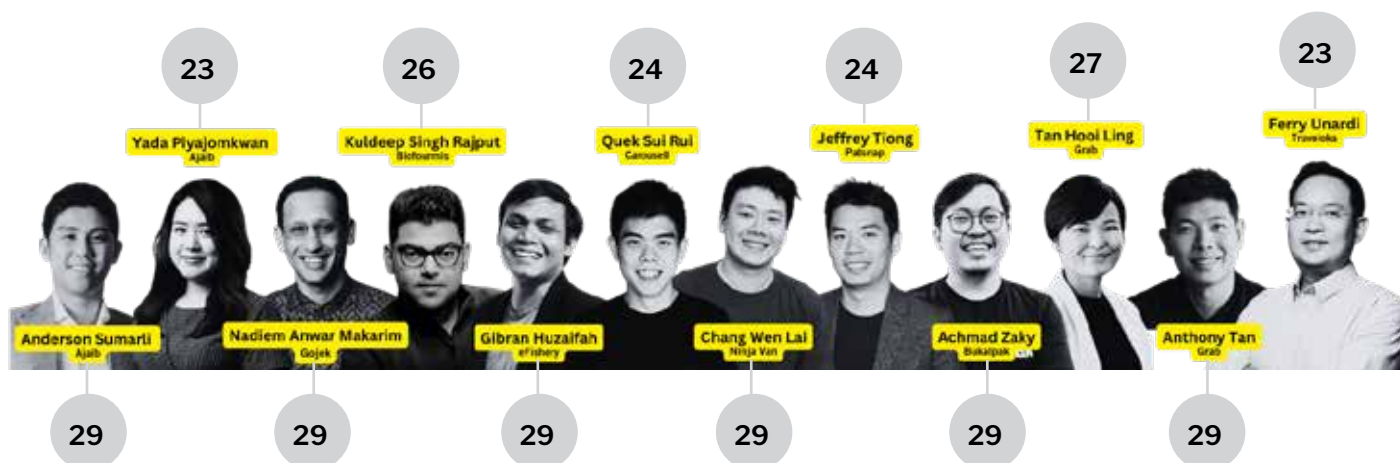 23
26
24
24
27
23
Yada Piyajomkwan
Ajaib
Kuldeep Singh Rajput
Biofourmis
Quek Sui Rui
Carousell
Jeffrey Tiong
Patsnap
Tan Hooi Ling
Grab
Ferry Unardi
Traveloka
Anderson Sumarli
Ajaib
Nadiem Anwar Makarim
Gojek
Gibran Huzaifah
eFishery
Chang Wen Lai
Ninja Van
Achmad Zaky
Bukalapak
Anthony Tan
Grab
29
29
29
29
29
29